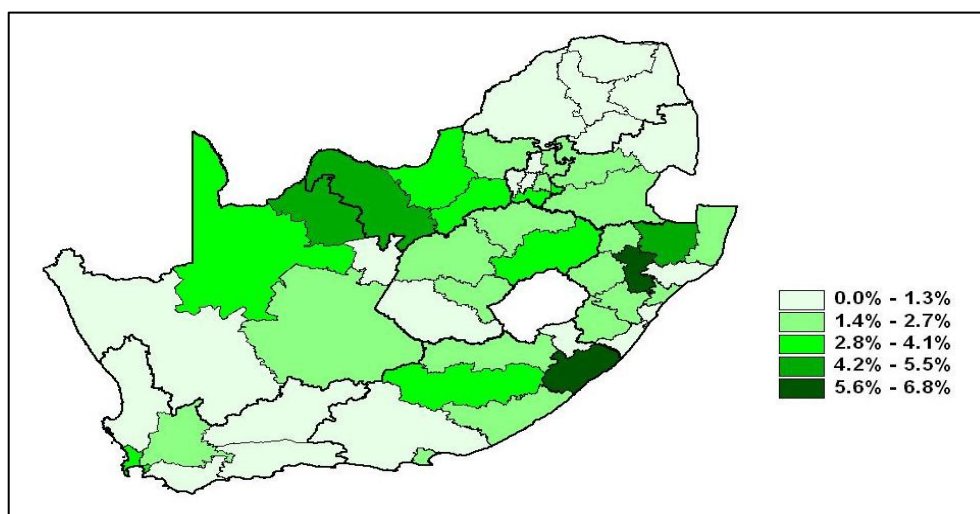 0.0% - 1.3%
1.4% - 2.7%
2.8% - 4.1%
4.2% - 5.5%
5.6% - 6.8%